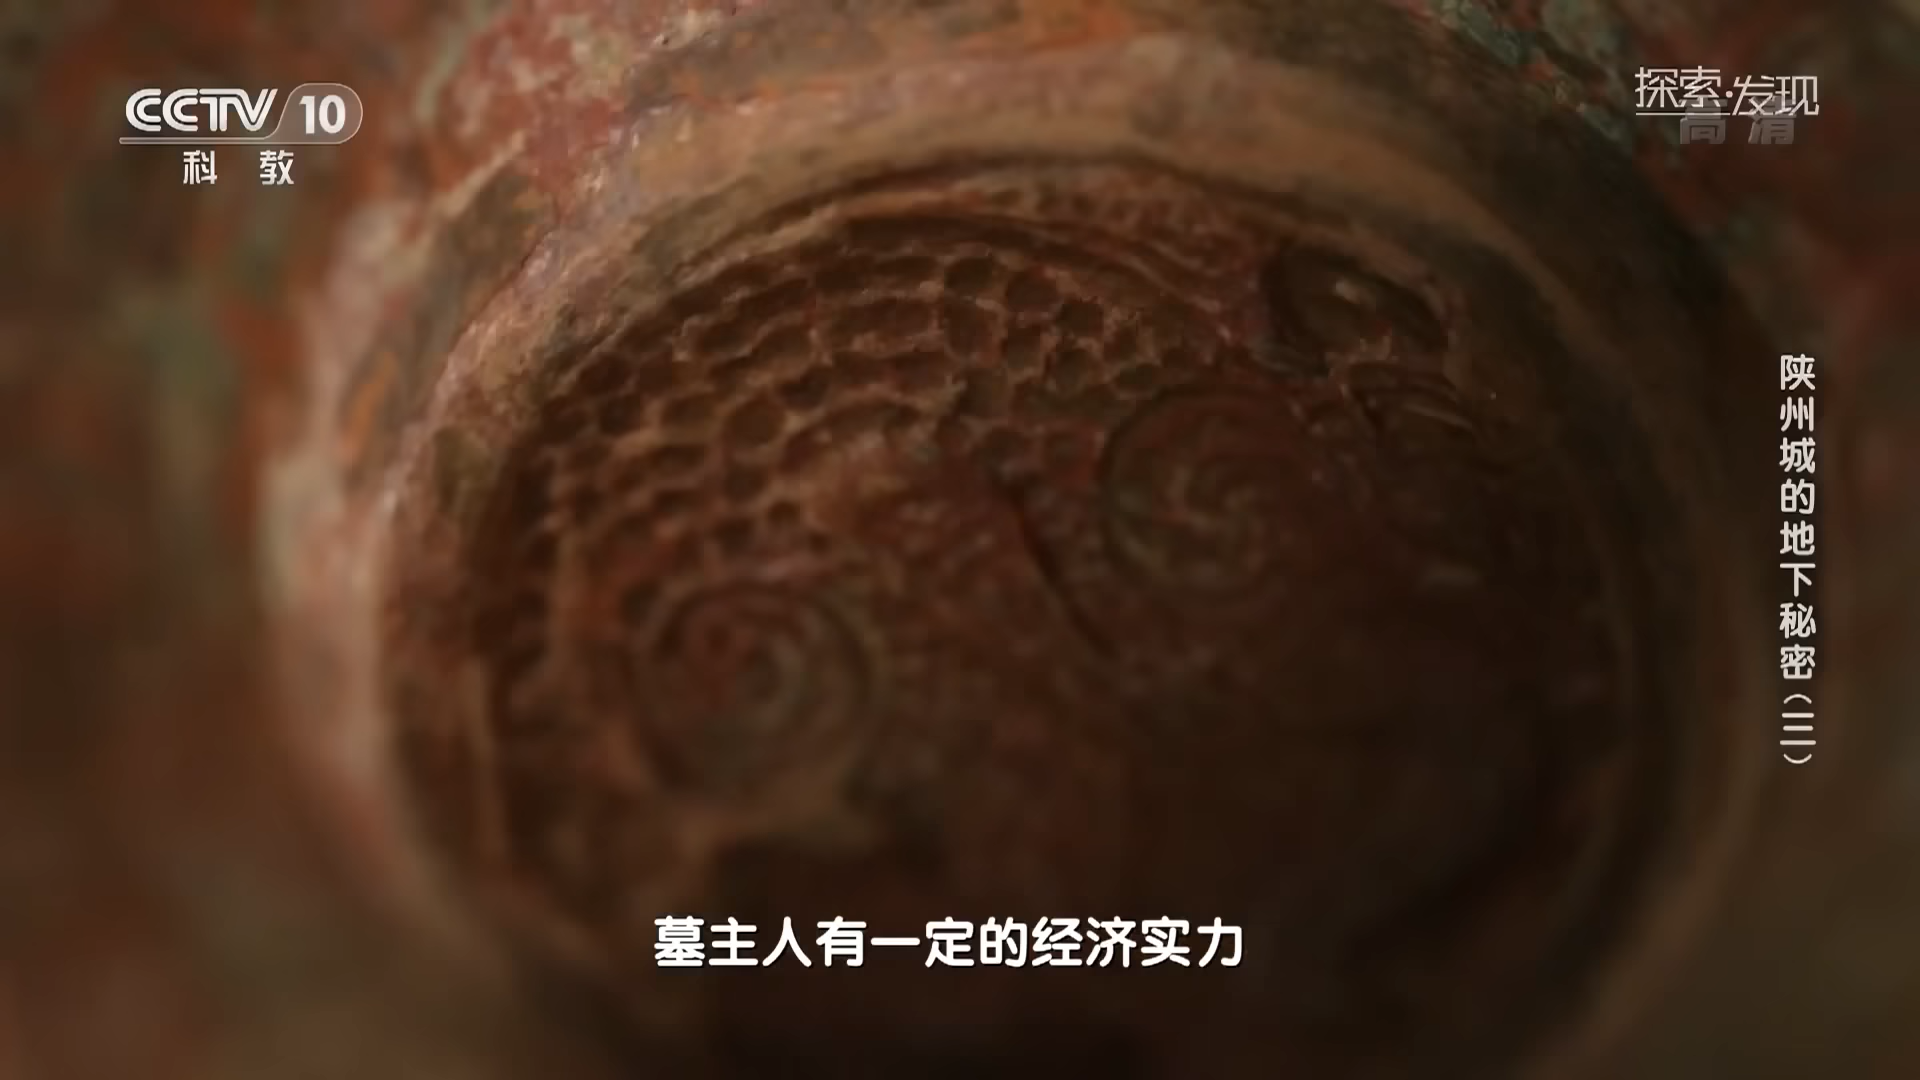 CCTV 10
科 教
探索·发现
高清
陕州城的地下秘密（三）
墓主人有一定的经济实力